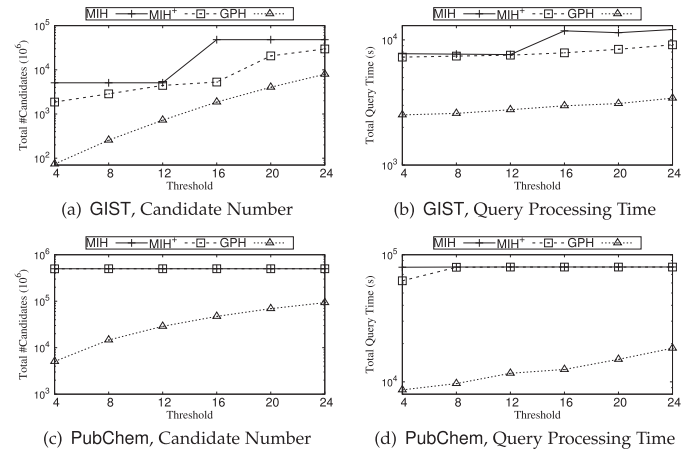 MIH MIH+ GPH
Total #Candidates (10^6)
10^5
10^4
10^3
10^2
4 8 12 16 20 24
Threshold
(a) GIST, Candidate Number
MIH MIH+ GPH
Total Query Time (s)
10^4
10^3
4 8 12 16 20 24
Threshold
(b) GIST, Query Processing Time
MIH MIH+ GPH
Total #Candidates (10^6)
10^6
10^5
10^4
10^3
4 8 12 16 20 24
Threshold
(c) PubChem, Candidate Number
MIH MIH+ GPH
Total Query Time (s)
10^5
10^4
4 8 12 16 20 24
Threshold
(d) PubChem, Query Processing Time